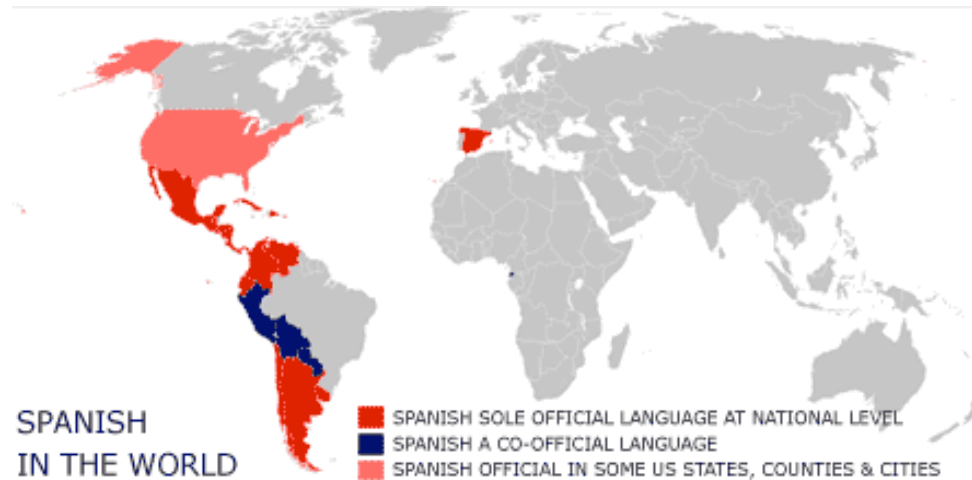 SPANISH
IN THE WORLD
SPANISH SOLE OFFICIAL LANGUAGE AT NATIONAL LEVEL
SPANISH A CO-OFFICIAL LANGUAGE
SPANISH OFFICIAL IN SOME US STATES, COUNTIES & CITIES